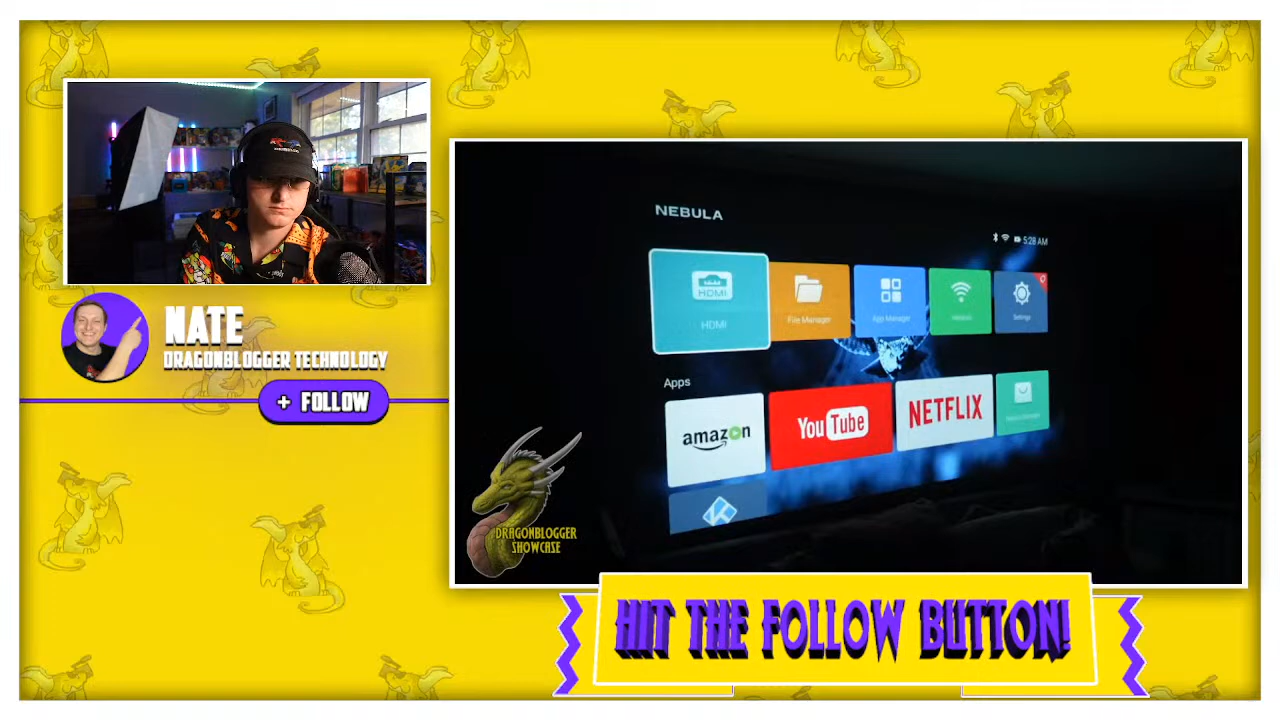 NATE
DRAGONBLOGGER TECHNOLOGY
+ FOLLOW
NEBULA
5:28 AM
HDMI
HDMI
File Manager
App Manager
Settings
Apps
amazon
YouTube
NETFLIX
DRAGONBLOGGER
SHOWCASE
HIT THE FOLLOW BUTTON!